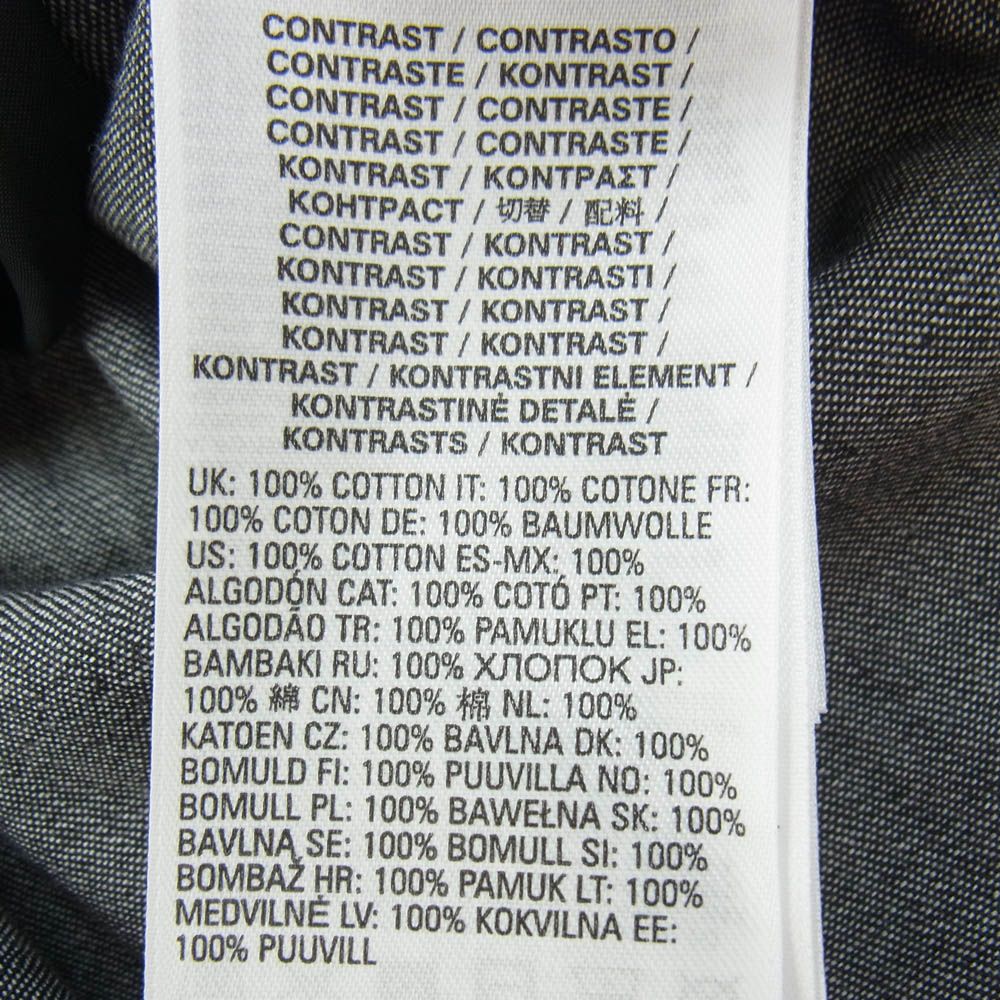 CONTRAST / CONTRASTO /
CONTRASTE / KONTRAST /
CONTRAST / CONTRASTE /
CONTRAST / CONTRASTE /
KONTRAST / ΚΟΝΤΡΑΣΤ /
КОНТРАСТ / 切替 / 配料 /
CONTRAST / KONTRAST /
KONTRAST / KONTRASTI /
KONTRAST / KONTRAST /
KONTRAST / KONTRAST /
KONTRAST / KONTRASTNI ELEMENT /
KONTRASTINĖ DETALĖ /
KONTRASTS / KONTRAST
UK: 100% COTTON IT: 100% COTONE FR:
100% COTON DE: 100% BAUMWOLLE
US: 100% COTTON ES-MX: 100%
ALGODÓN CAT: 100% COTÓ PT: 100%
ALGODÃO TR: 100% PAMUKLU EL: 100%
BAMBAKI RU: 100% ХЛОПОК JP:
100% 綿 CN: 100% 棉 NL: 100%
KATOEN CZ: 100% BAVLNA DK: 100%
BOMULD FI: 100% PUUVILLA NO: 100%
BOMULL PL: 100% BAWEŁNA SK: 100%
BAVLNA SE: 100% BOMULL SI: 100%
BOMBAŽ HR: 100% PAMUK LT: 100%
MEDVILNĖ LV: 100% KOKVILNA EE:
100% PUUVILL